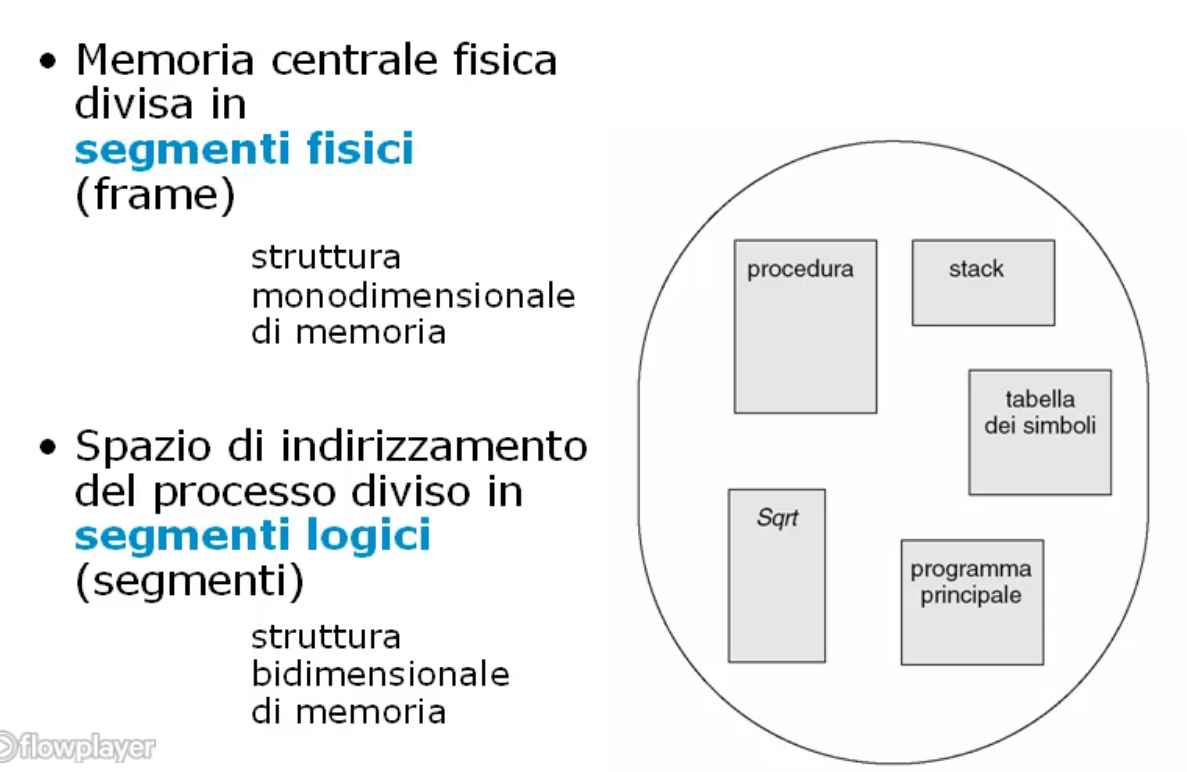 • Memoria centrale fisica
divisa in
segmenti fisici
(frame)
struttura
monodimensionale
di memoria
• Spazio di indirizzamento
del processo diviso in
segmenti logici
(segmenti)
struttura
bidimensionale
di memoria
procedura
stack
tabella
dei simboli
Sqrt
programma
principale
flowplayer